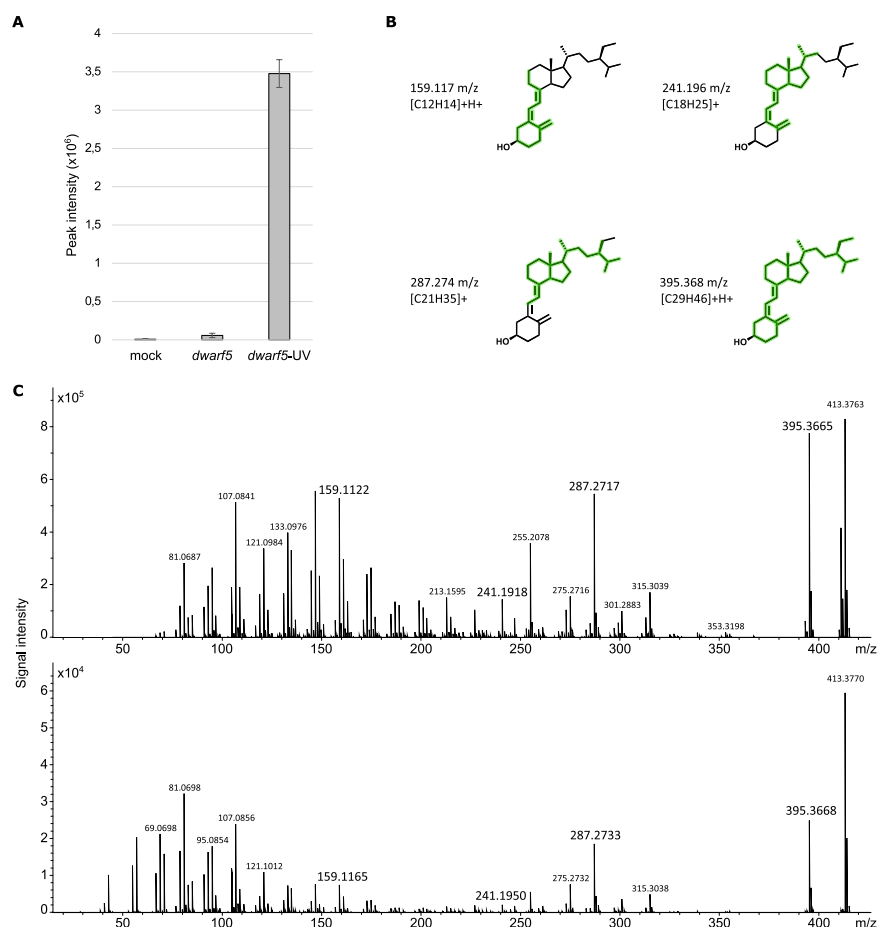 A
4
3,5
3
2,5
2
1,5
1
0,5
0
Peak intensity (x10⁶)
mock
dwarf5
dwarf5-UV
B
159.117 m/z
[C12H14]+H+
HO
241.196 m/z
[C18H25]+
HO
287.274 m/z
[C21H35]+
HO
395.368 m/z
[C29H46]+H+
HO
C
Signal intensity
x10⁵
8
6
4
2
0
81.0687
107.0841
121.0984
133.0976
159.1122
213.1595
241.1918
255.2078
275.2716
287.2717
301.2883
315.3039
353.3198
395.3665
413.3763
50 100 150 200 250 300 350 400 m/z
x10⁴
6
5
4
3
2
1
0
69.0698
81.0698
95.0854
107.0856
121.1012
159.1165
241.1950
275.2732
287.2733
315.3038
395.3668
413.3770
50 100 150 200 250 300 350 400 m/z